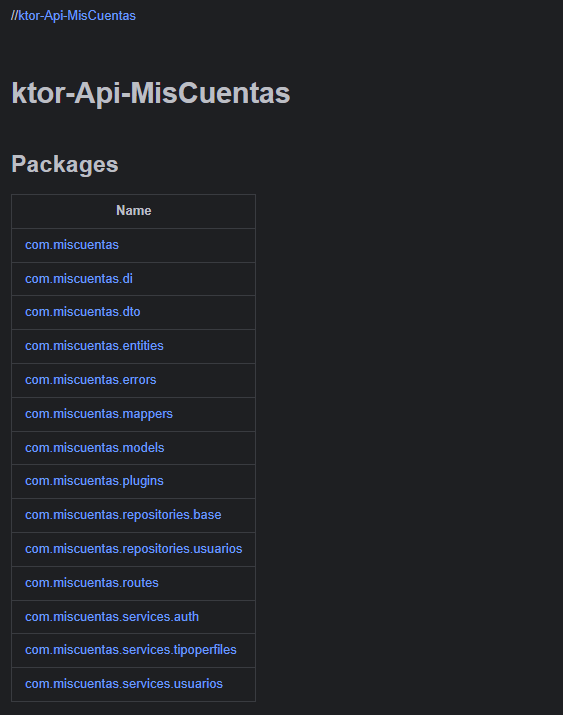 //ktor-Api-MisCuentas
ktor-Api-MisCuentas
Packages
Name
com.miscuentas
com.miscuentas.di
com.miscuentas.dto
com.miscuentas.entities
com.miscuentas.errors
com.miscuentas.mappers
com.miscuentas.models
com.miscuentas.plugins
com.miscuentas.repositories.base
com.miscuentas.repositories.usuarios
com.miscuentas.routes
com.miscuentas.services.auth
com.miscuentas.services.tipoperfiles
com.miscuentas.services.usuarios